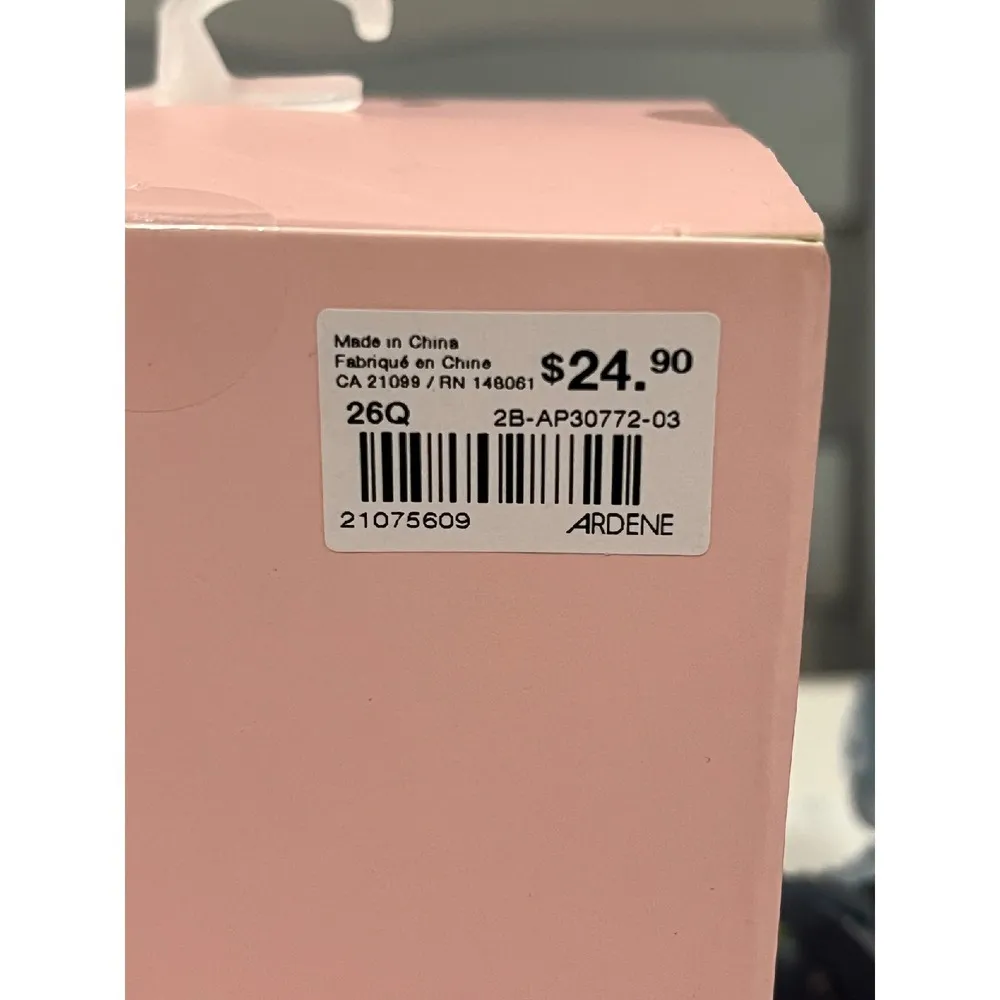 Made in China
Fabriqué en Chine
CA 21099 / RN 148061
$24.90
26Q
2B-AP30772-03
21075609
ARDENE